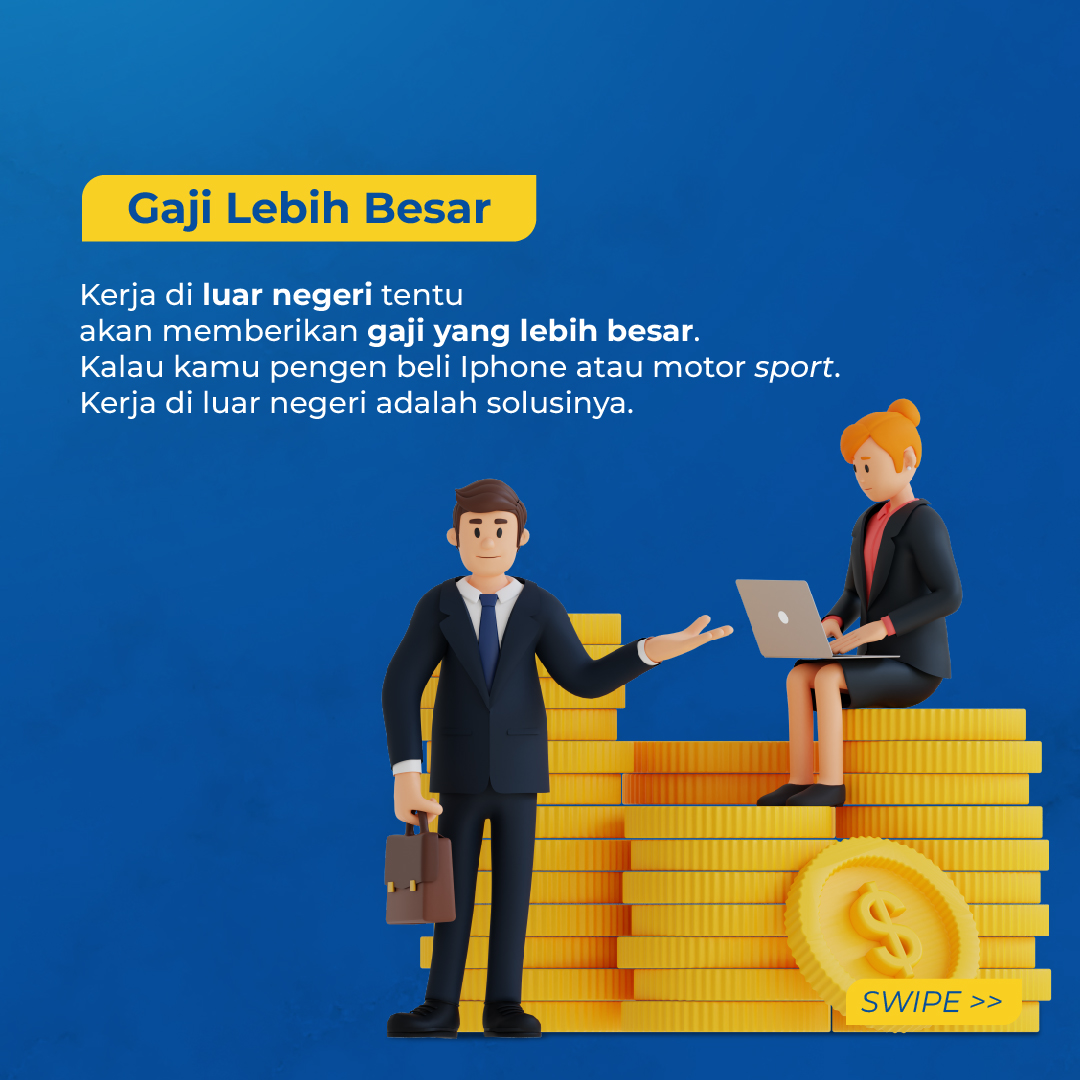 Gaji Lebih Besar
Kerja di luar negeri tentu
akan memberikan gaji yang lebih besar.
Kalau kamu pengen beli Iphone atau motor sport.
Kerja di luar negeri adalah solusinya.
$
SWIPE >>